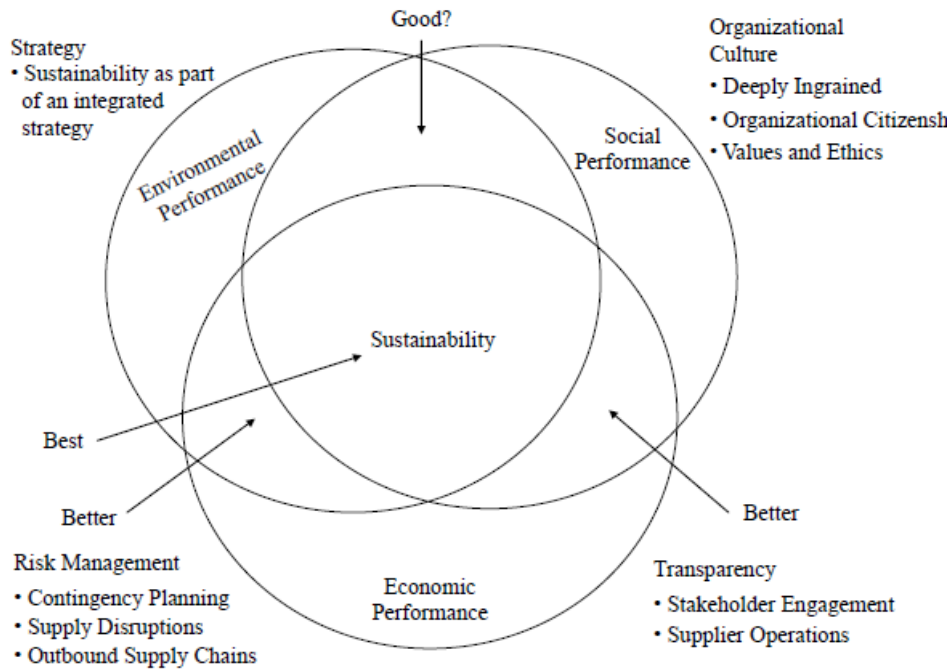 Good?
Strategy
• Sustainability as part
of an integrated
strategy
Organizational
Culture
• Deeply Ingrained
• Organizational Citizensh
• Values and Ethics
Environmental
Performance
Social
Performance
Sustainability
Best
Better
Better
Risk Management
• Contingency Planning
• Supply Disruptions
• Outbound Supply Chains
Economic
Performance
Transparency
• Stakeholder Engagement
• Supplier Operations